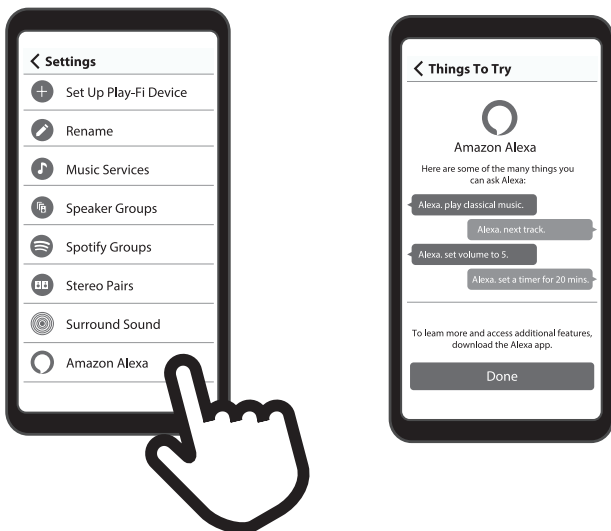 Settings
Set Up Play-Fi Device
Rename
Music Services
Speaker Groups
Spotify Groups
Stereo Pairs
Surround Sound
Amazon Alexa
Things To Try
Amazon Alexa
Here are some of the many things you
can ask Alexa:
Alexa. play classical music.
Alexa. next track.
Alexa. set volume to 5.
Alexa. set a timer for 20 mins.
To leam more and access additional features,
download the Alexa app.
Done